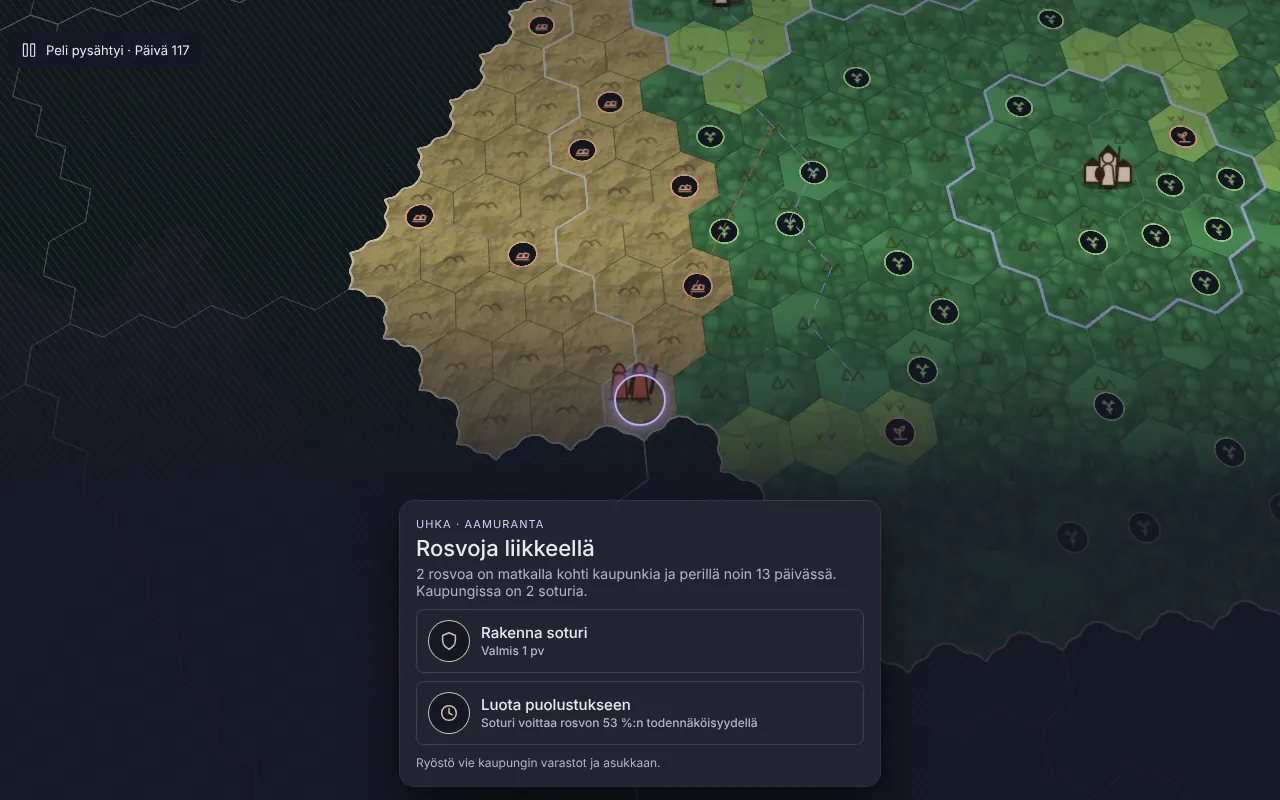 Peli pysähtyi · Päivä 117
UHKA · AAMURANTA
Rosvoja liikkeellä
2 rosvoa on matkalla kohti kaupunkia ja perillä noin 13 päivässä.
Kaupungissa on 2 soturia.
Rakenna soturi
Valmis 1 pv
Luota puolustukseen
Soturi voittaa rosvon 53 %:n todennäköisyydellä
Ryöstö vie kaupungin varastot ja asukkaan.